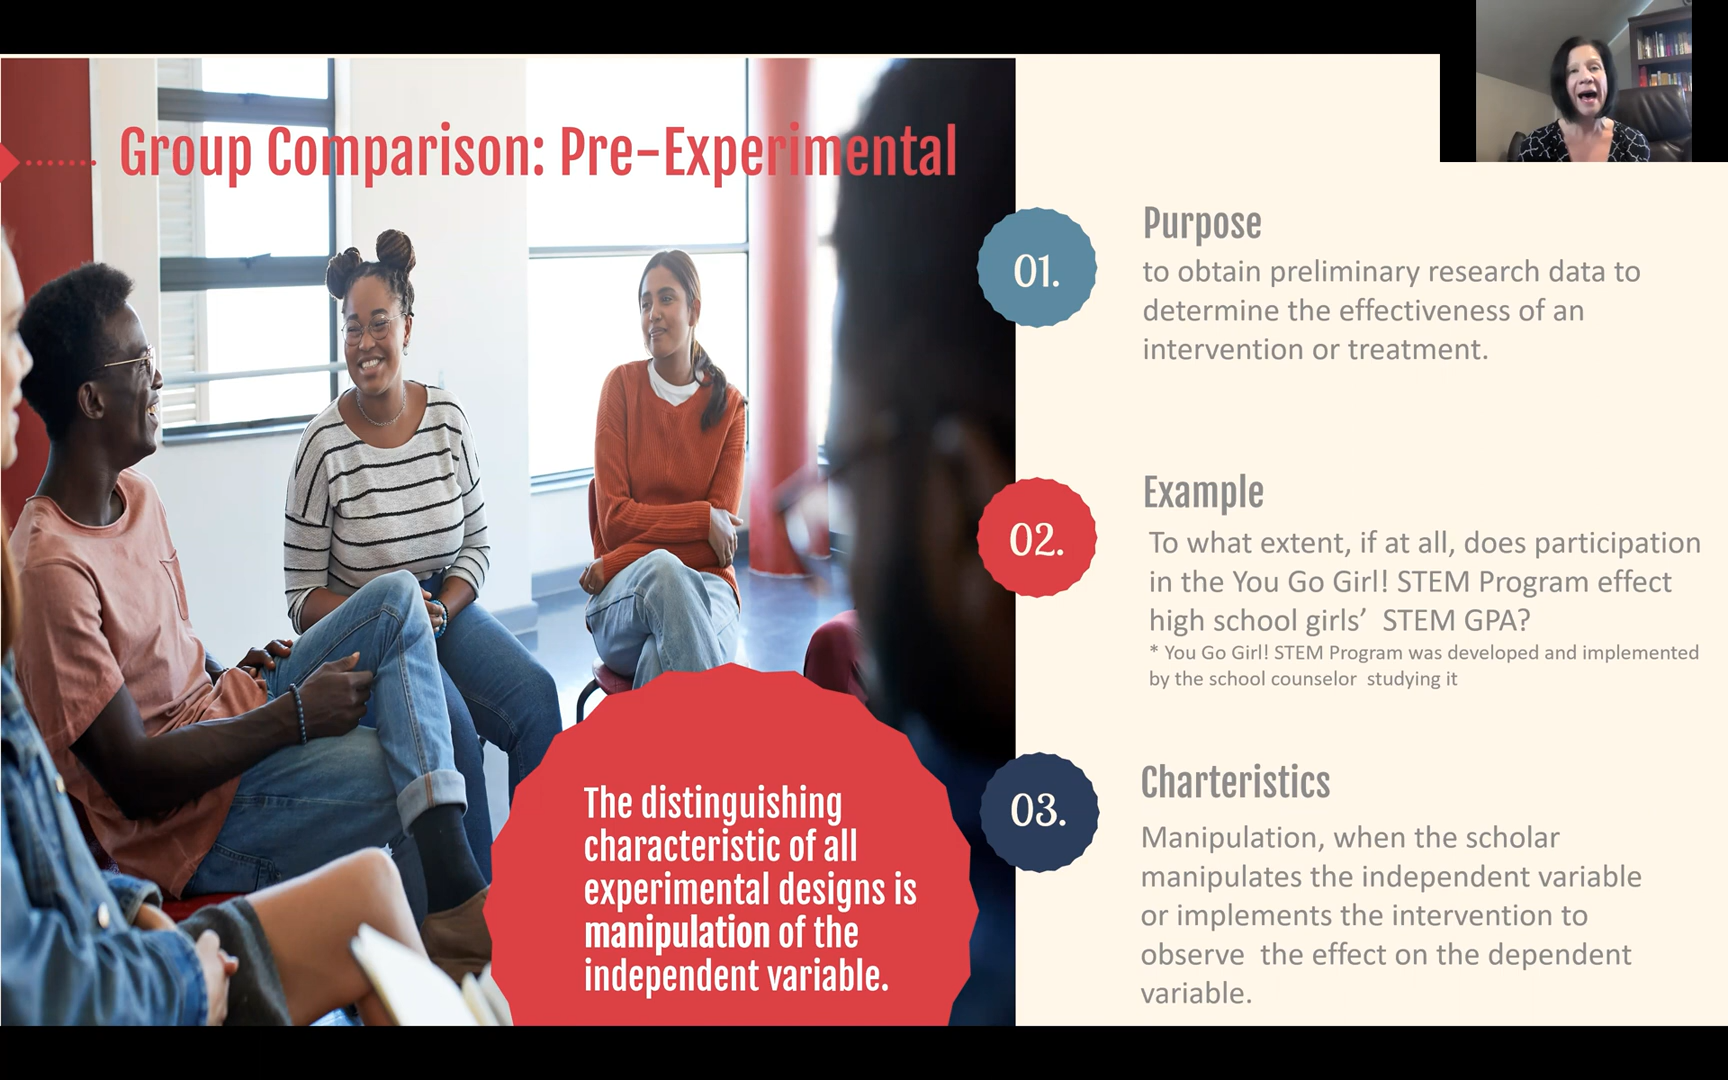 Group Comparison: Pre-Experimental
01.
Purpose
to obtain preliminary research data to
determine the effectiveness of an
intervention or treatment.
02.
Example
To what extent, if at all, does participation
in the You Go Girl! STEM Program effect
high school girls’  STEM GPA?
* You Go Girl! STEM Program was developed and implemented
by the school counselor  studying it
The distinguishing
characteristic of all
experimental designs is
manipulation of the
independent variable.
03.
Charteristics
Manipulation, when the scholar
manipulates the independent variable
or implements the intervention to
observe  the effect on the dependent
variable.